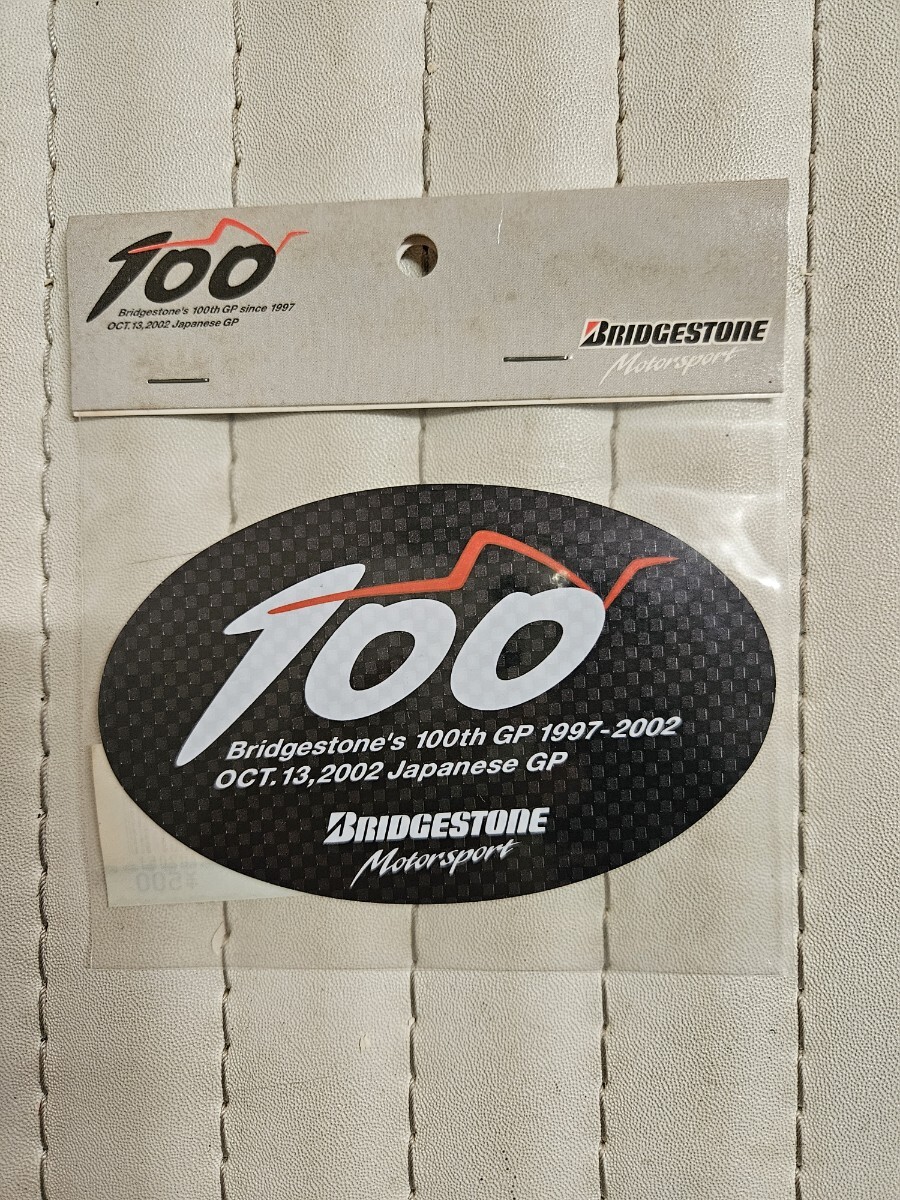 100
Bridgestone's 100th GP since 1997
OCT.13,2002 Japanese GP
BRIDGESTONE
Motorsport
100
Bridgestone's 100th GP 1997-2002
OCT.13,2002 Japanese GP
BRIDGESTONE
Motorsport
¥500